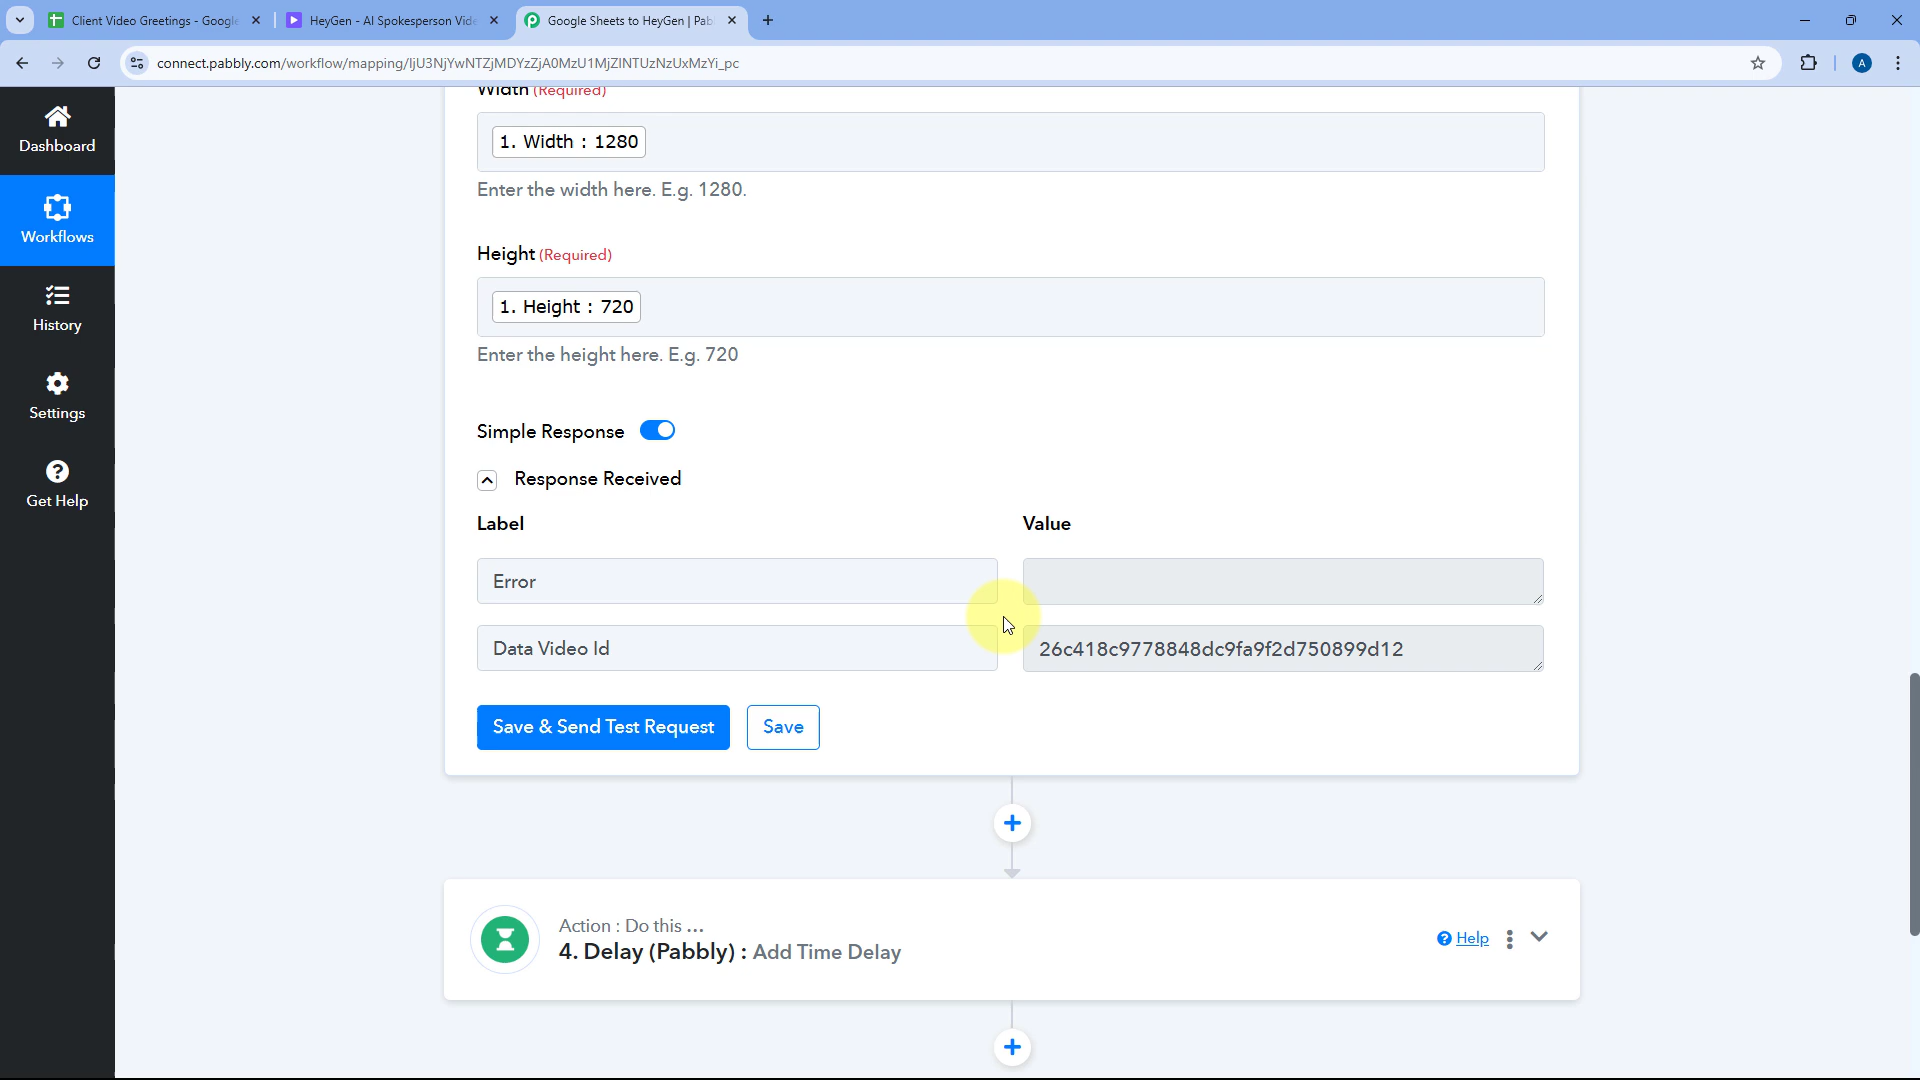 Client Video Greetings - Google
HeyGen - AI Spokesperson Vide
Google Sheets to HeyGen | Pab
connect.pabbly.com/workflow/mapping/IjU3NjYwNTZjMDYzZjA0MzU1MjZlNTUzNzUxMzYi_pc
A
Dashboard
Workflows
History
Settings
Get Help
Width (Required)
1. Width : 1280
Enter the width here. E.g. 1280.
Height (Required)
1. Height : 720
Enter the height here. E.g. 720
Simple Response
Response Received
Label
Value
Error
Data Video Id
26c418c9778848dc9fa9f2d750899d12
Save & Send Test Request
Save
Action : Do this ...
4. Delay (Pabbly) : Add Time Delay
Help